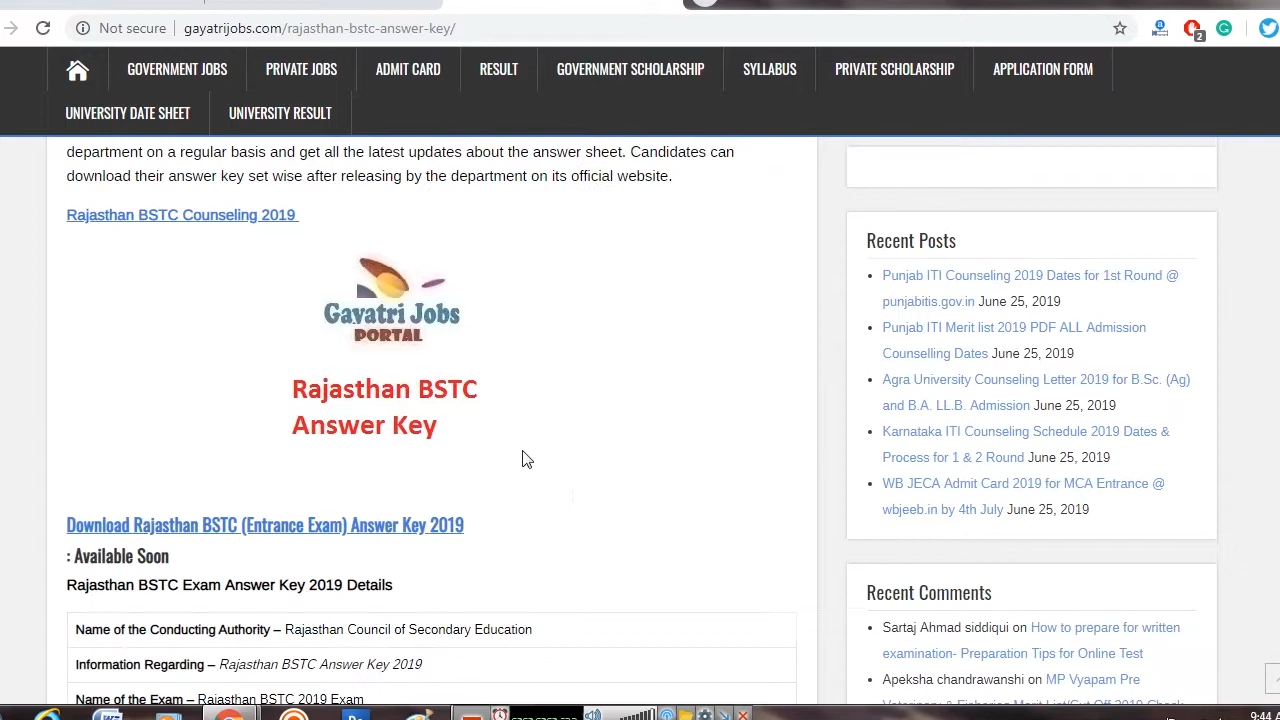 Not secure gayatrijobs.com/rajasthan-bstc-answer-key/
2
GOVERNMENT JOBS PRIVATE JOBS ADMIT CARD RESULT GOVERNMENT SCHOLARSHIP SYLLABUS PRIVATE SCHOLARSHIP APPLICATION FORM
UNIVERSITY DATE SHEET UNIVERSITY RESULT
department on a regular basis and get all the latest updates about the answer sheet. Candidates can
download their answer key set wise after releasing by the department on its official website.
Rajasthan BSTC Counseling 2019
Gayatri Jobs
PORTAL
Rajasthan BSTC
Answer Key
Download Rajasthan BSTC (Entrance Exam) Answer Key 2019
: Available Soon
Rajasthan BSTC Exam Answer Key 2019 Details
Name of the Conducting Authority – Rajasthan Council of Secondary Education
Information Regarding – Rajasthan BSTC Answer Key 2019
Name of the Exam – Rajasthan BSTC 2019 Exam
Recent Posts
Punjab ITI Counseling 2019 Dates for 1st Round @
punjabitis.gov.in June 25, 2019
Punjab ITI Merit list 2019 PDF ALL Admission
Counselling Dates June 25, 2019
Agra University Counseling Letter 2019 for B.Sc. (Ag)
and B.A. LL.B. Admission June 25, 2019
Karnataka ITI Counseling Schedule 2019 Dates &
Process for 1 & 2 Round June 25, 2019
WB JECA Admit Card 2019 for MCA Entrance @
wbjeeb.in by 4th July June 25, 2019
Recent Comments
Sartaj Ahmad siddiqui on How to prepare for written
examination- Preparation Tips for Online Test
Apeksha chandrawanshi on MP Vyapam Pre
Veterinary & Fisheries Merit List/Cut Off 2019 Check
9:44 A